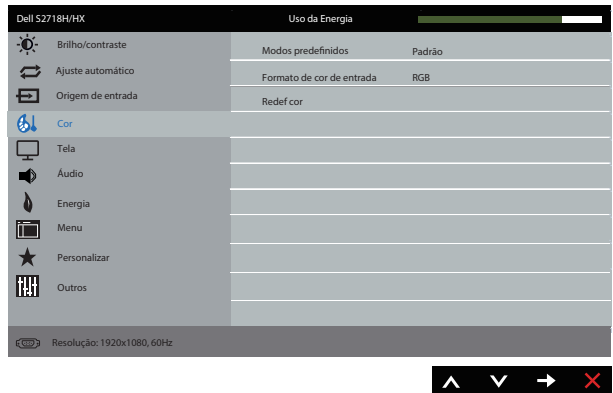 Dell S2718H/HX Uso da Energia
Brilho/contraste
Modos predefinidos Padrão
Ajuste automático
Formato de cor de entrada RGB
Origem de entrada
Redef cor
Cor
Tela
Áudio
Energia
Menu
Personalizar
Outros
Resolução: 1920x1080, 60Hz